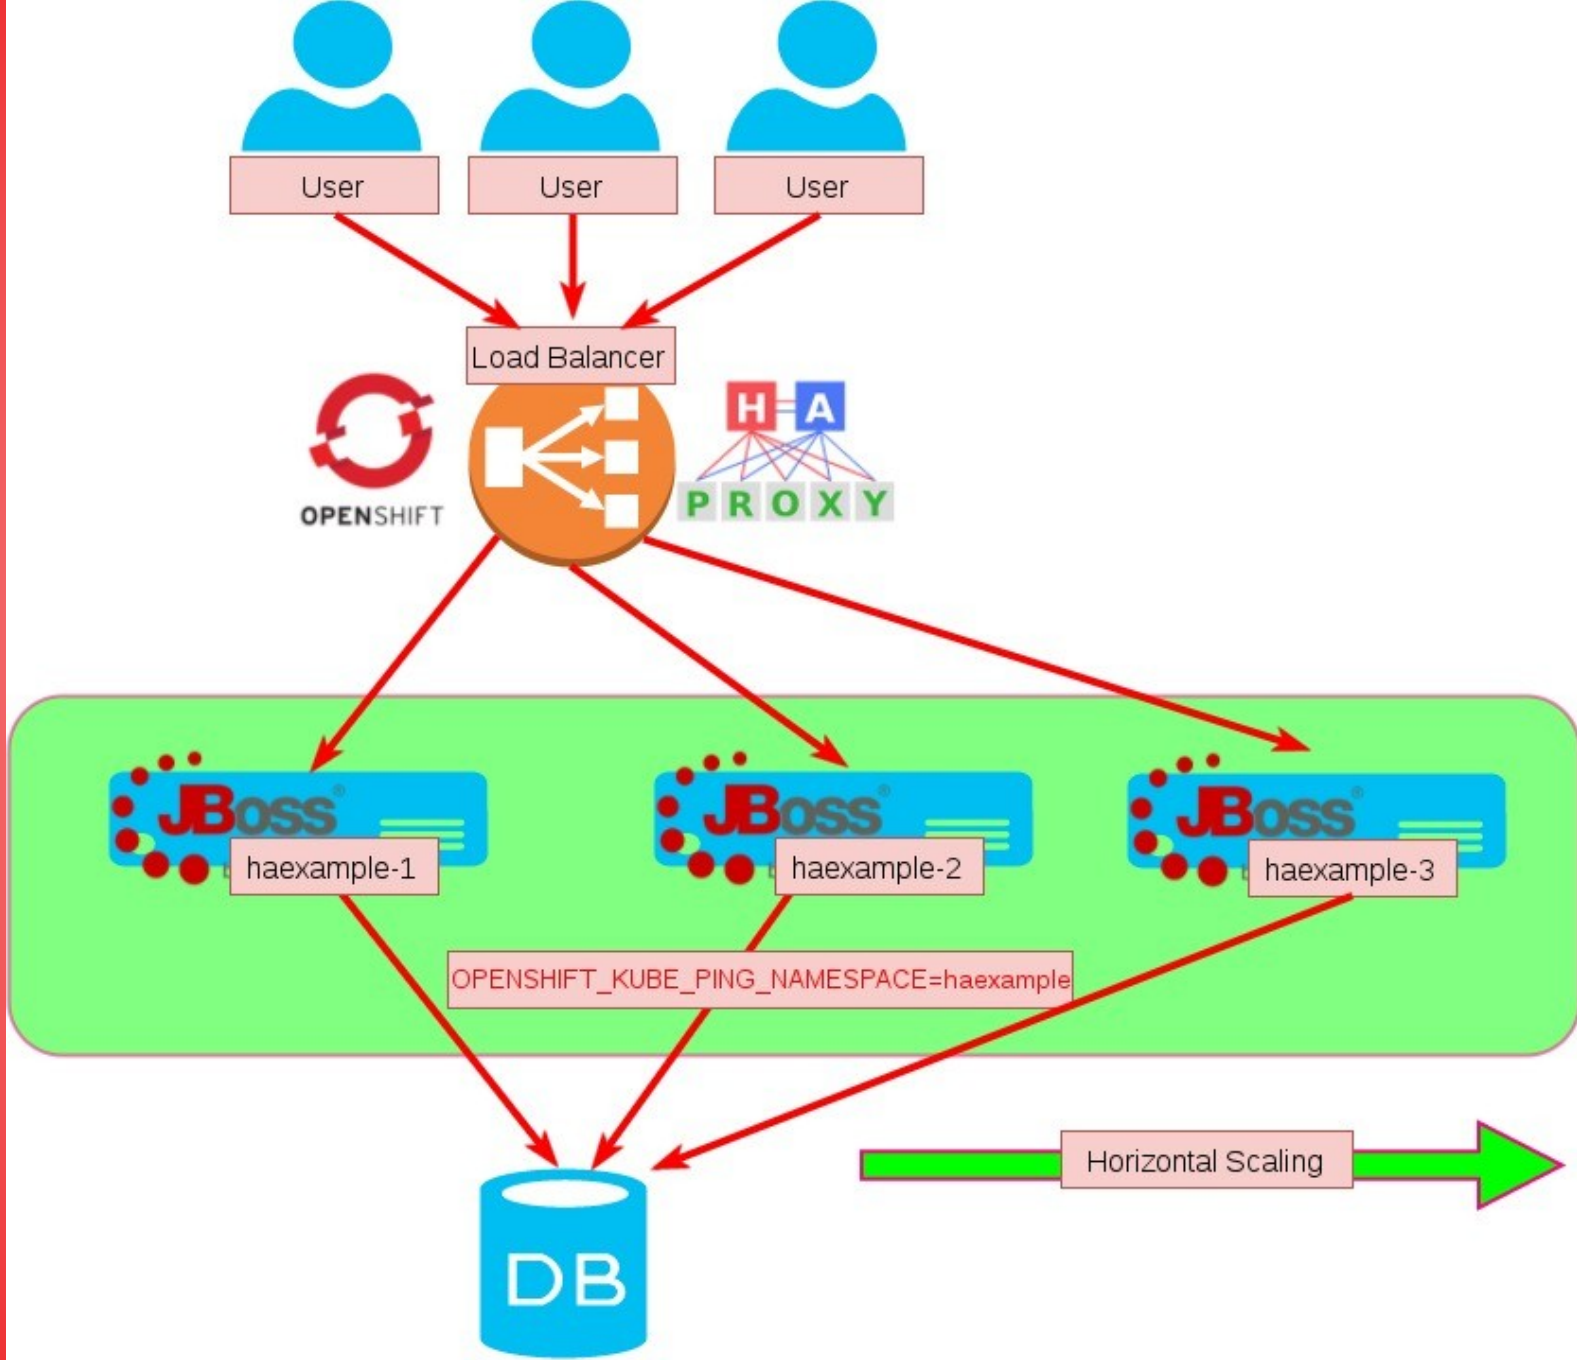 User
User
User
Load Balancer
OPENSHIFT
H A
PROXY
JBoss®
haexample-1
JBoss®
haexample-2
JBoss®
haexample-3
OPENSHIFT_KUBE_PING_NAMESPACE=haexample
Horizontal Scaling
DB